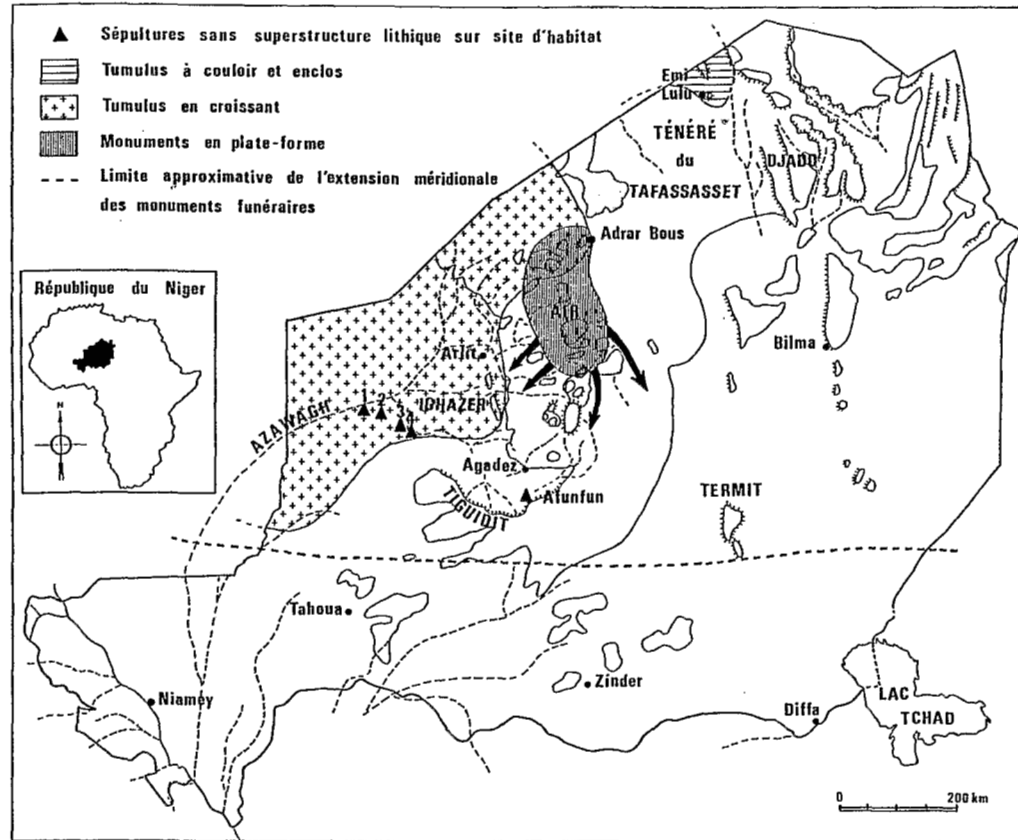 Sépultures sans superstructure lithique sur site d'habitat
Tumulus à couloir et enclos
Tumulus en croissant
Monuments en plate-forme
Limite approximative de l'extension méridionale
des monuments funéraires
République du Niger
N
Emi
Lulu
TÉNÉRÉ
du
TAFASSASSET
DJADO
Adrar Bous
AÏR
Bilma
Arlit
IGHAZER
AZAWAGH
1
2
3
4
Agadez
Afunfun
TIGUIDIT
TERMIT
Tahoua
Zinder
Niamey
Diffa
LAC
TCHAD
0 200 km